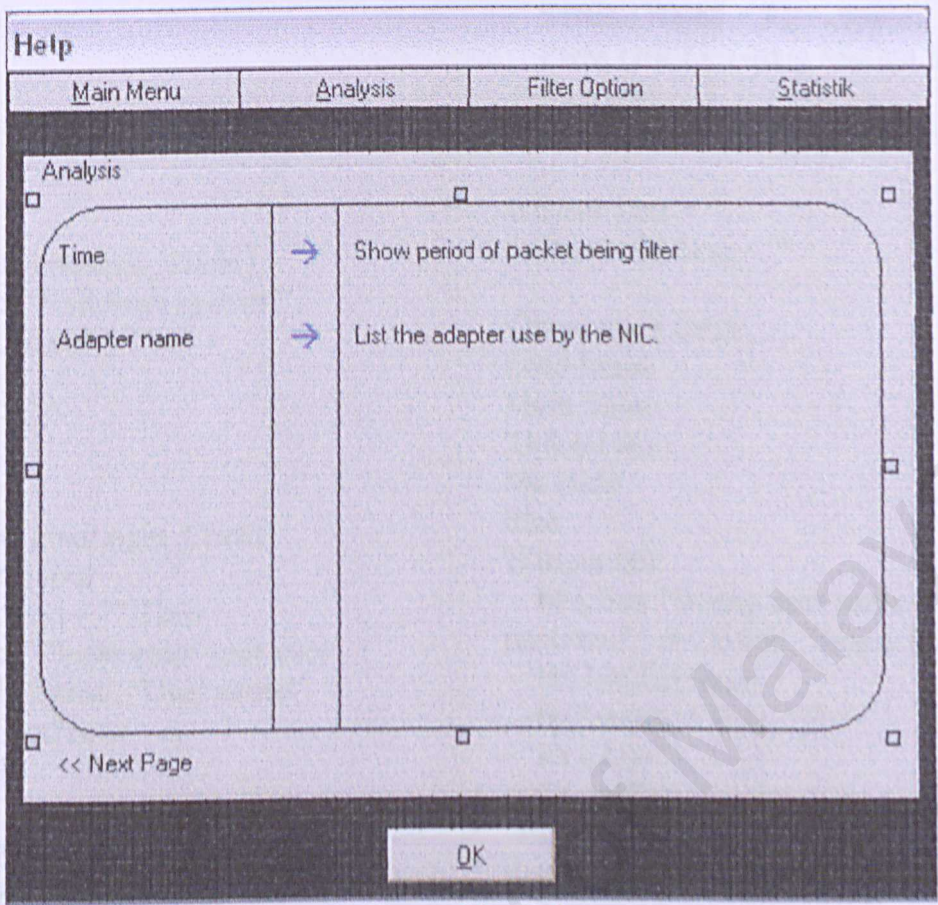 Help
Main Menu Analysis Filter Option Statistik
Analysis
Time → Show period of packet being filter
Adapter name → List the adapter use by the NIC.
<< Next Page
OK